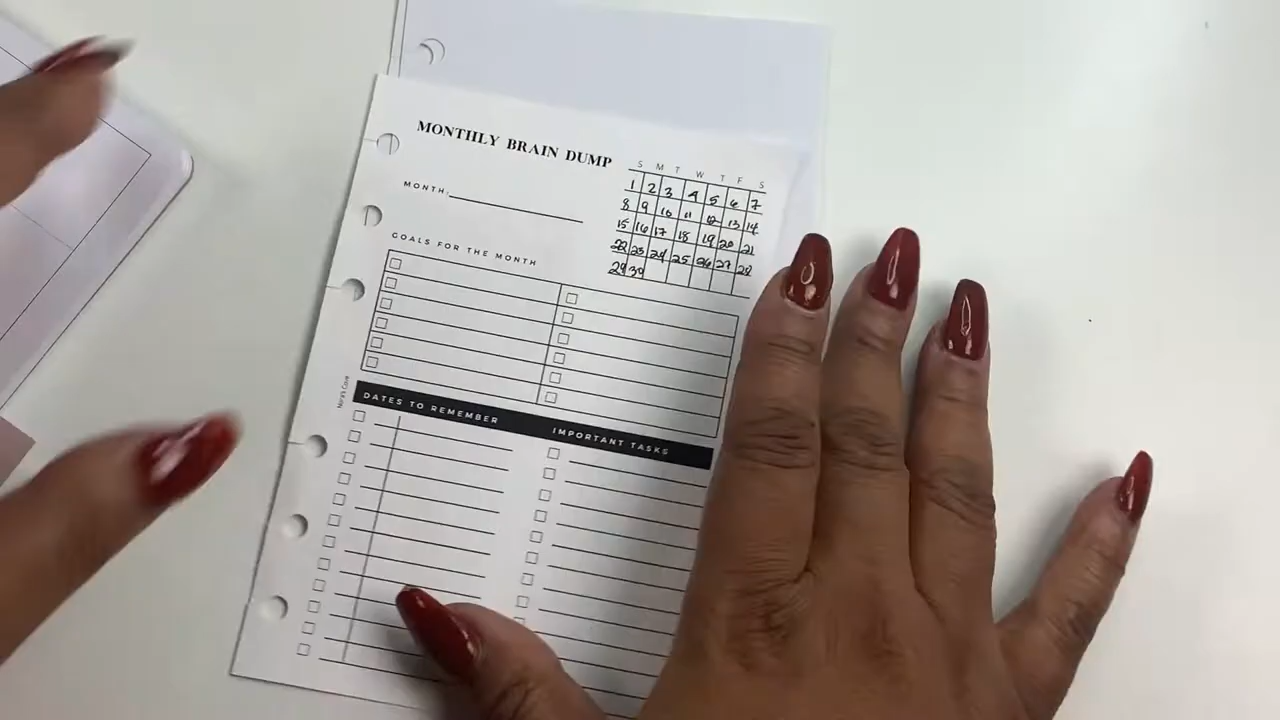 MONTHLY BRAIN DUMP
MONTH:
S M T W T F S
1 2 3 4 5 6 7
8 9 10 11 12 13 14
15 16 17 18 19 20 21
22 23 24 25 26 27 28
29 30
GOALS FOR THE MONTH
DATES TO REMEMBER
IMPORTANT TASKS